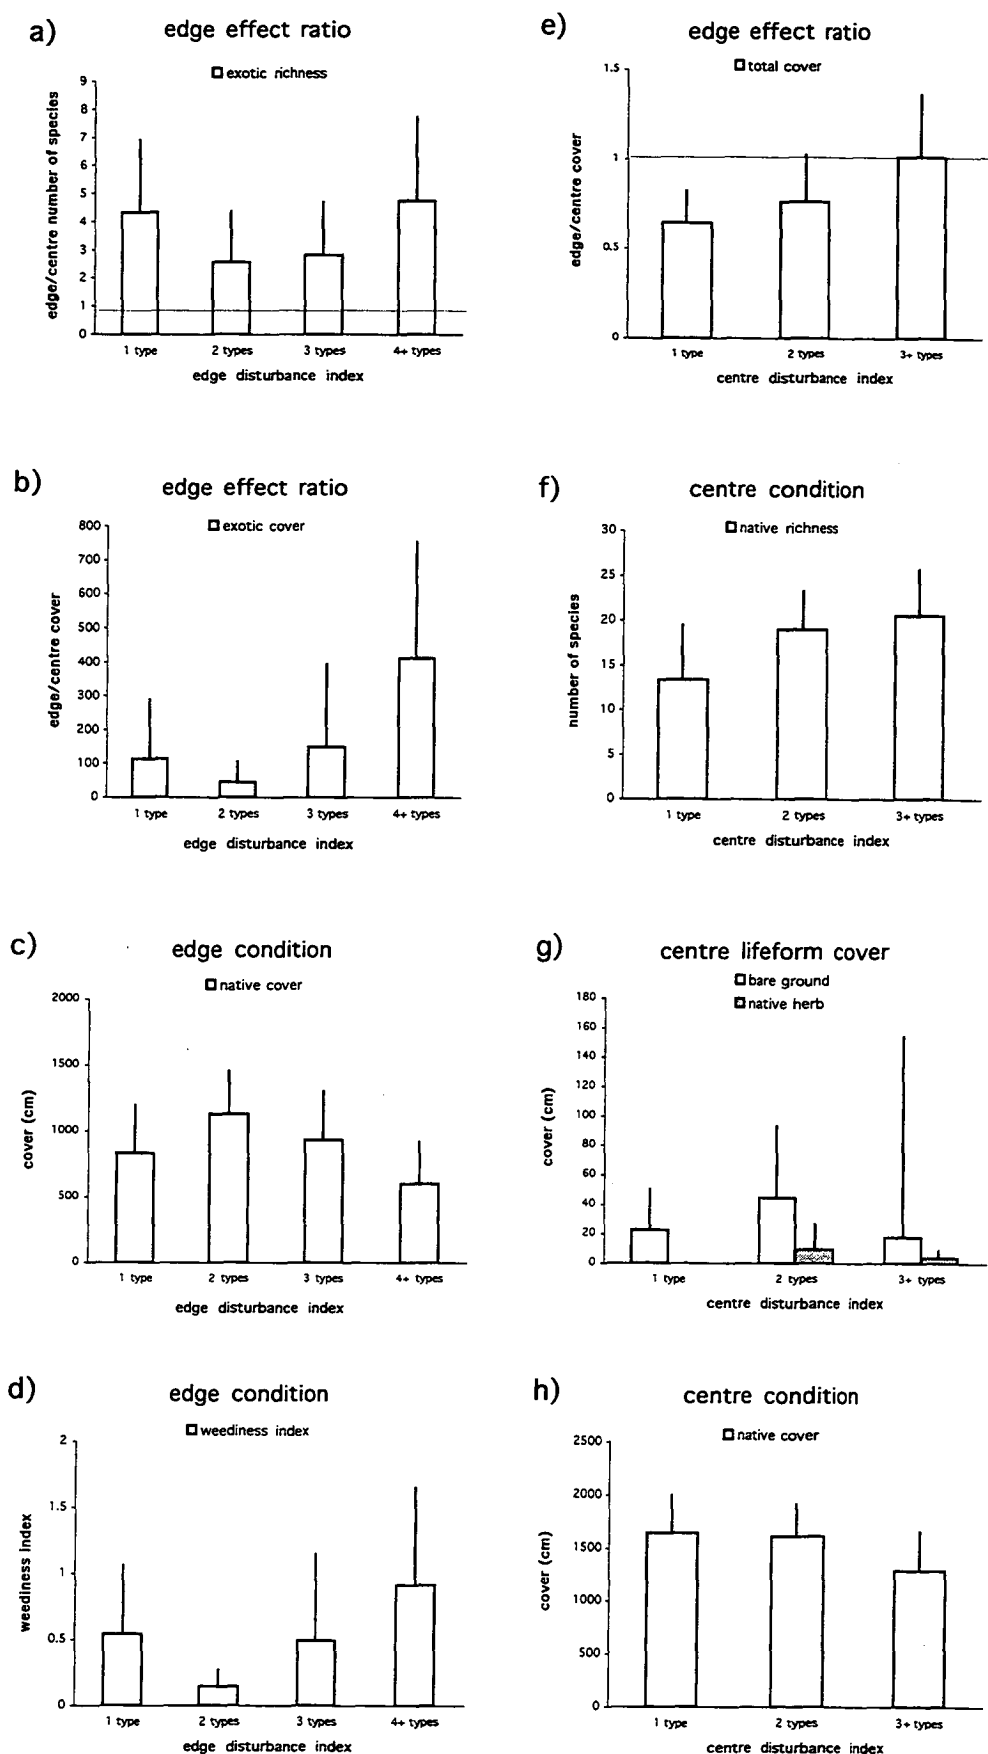 a)
edge effect ratio
exotic richness
edge/centre number of species
9
8
7
6
5
4
3
2
1
0
1 type 2 types 3 types 4+ types
edge disturbance index
b)
edge effect ratio
exotic cover
edge/centre cover
800
700
600
500
400
300
200
100
0
1 type 2 types 3 types 4+ types
edge disturbance index
c)
edge condition
native cover
cover (cm)
2000
1500
1000
500
0
1 type 2 types 3 types 4+ types
edge disturbance index
d)
edge condition
weediness index
weediness index
2
1.5
1
0.5
0
1 type 2 types 3 types 4+ types
edge disturbance index
e)
edge effect ratio
total cover
edge/centre cover
1.5
1
0.5
0
1 type 2 types 3+ types
centre disturbance index
f)
centre condition
native richness
number of species
30
25
20
15
10
5
0
1 type 2 types 3+ types
centre disturbance index
g)
centre lifeform cover
bare ground
native herb
cover (cm)
180
160
140
120
100
80
60
40
20
0
1 type 2 types 3+ types
centre disturbance index
h)
centre condition
native cover
cover (cm)
2500
2000
1500
1000
500
0
1 type 2 types 3+ types
centre disturbance index